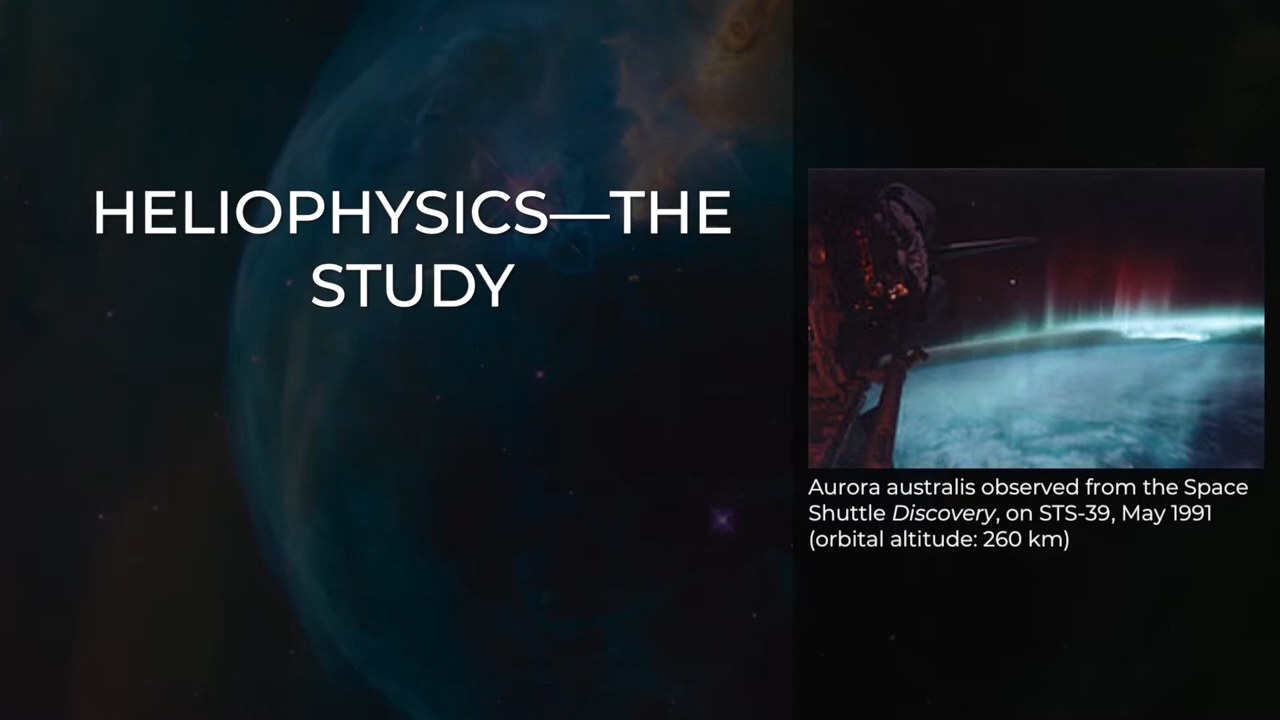 HELIOPHYSICS—THE
STUDY
Aurora australis observed from the Space
Shuttle Discovery, on STS-39, May 1991
(orbital altitude: 260 km)